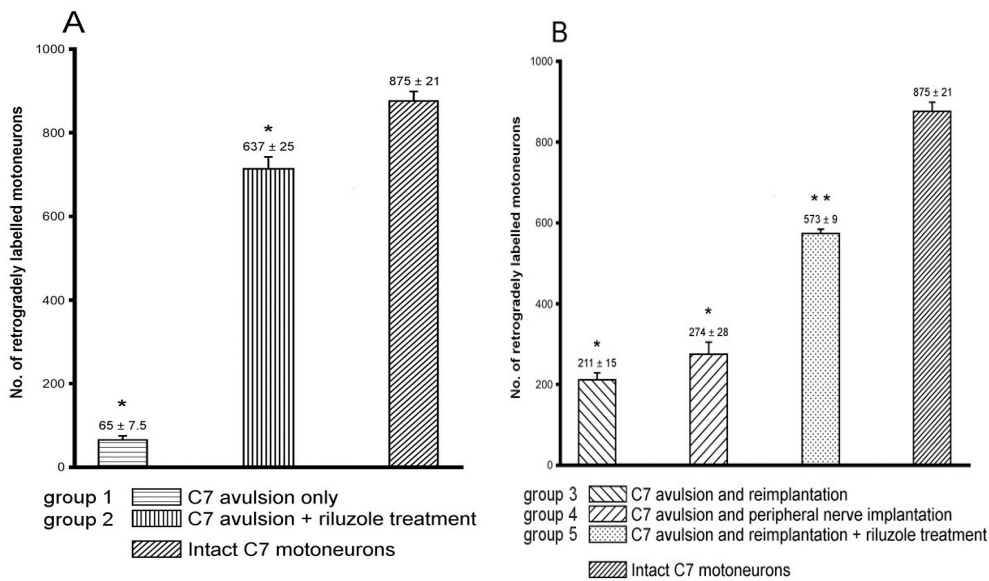 A
No. of retrogradely labelled motoneurons
1000
800
600
400
200
0
65 ± 7.5
*
637 ± 25
*
875 ± 21
group 1 C7 avulsion only
group 2 C7 avulsion + riluzole treatment
Intact C7 motoneurons
B
No. of retrogradely labelled motoneurons
1000
800
600
400
200
0
*
211 ± 15
*
274 ± 28
* *
573 ± 9
875 ± 21
group 3 C7 avulsion and reimplantation
group 4 C7 avulsion and peripheral nerve implantation
group 5 C7 avulsion and reimplantation + riluzole treatment
Intact C7 motoneurons